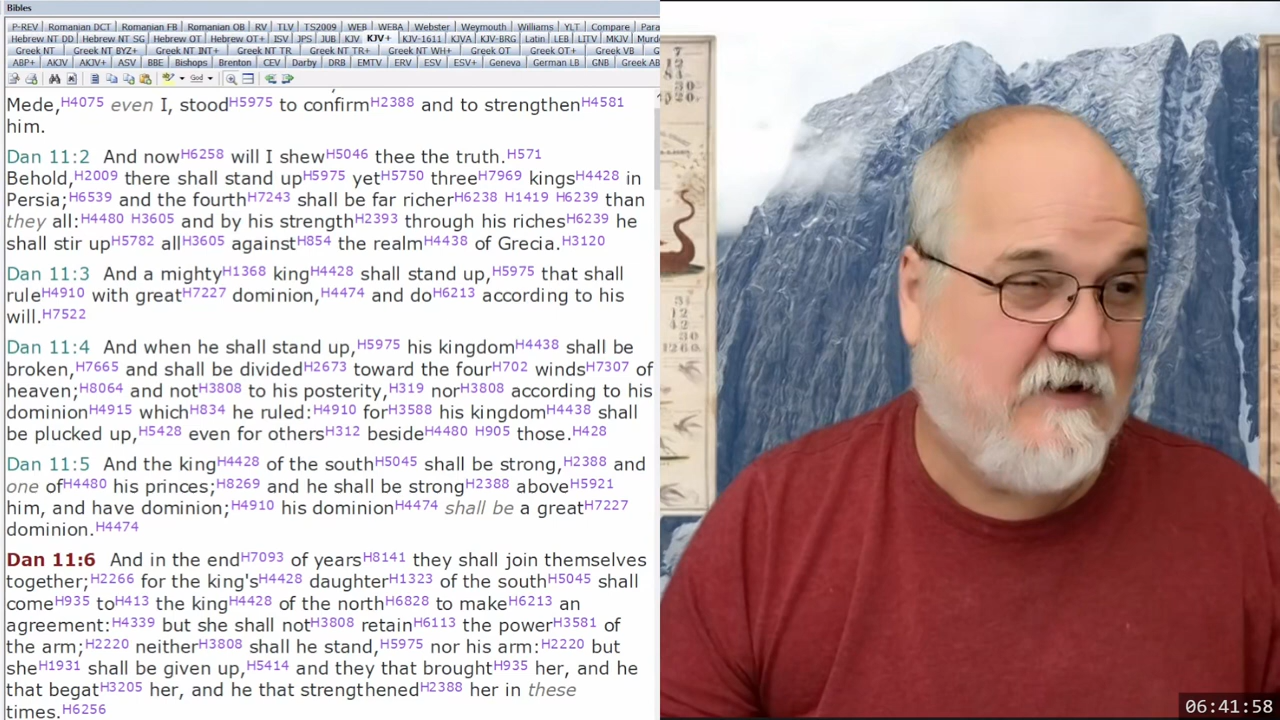 Bibles
P-REV Romanian DCT Romanian FB Romanian OB RV TLV TS2009 WEB WEBA Webster Weymouth Williams YLT Compare Para
Hebrew NT DD Hebrew NT SG Hebrew OT Hebrew OT+ ISV JPS JUB KJV KJV+ KJV-1611 KJVA KJV-BRG Latin LEB LITV MKJV Murd
Greek NT Greek NT BYZ+ Greek NT INT+ Greek NT TR Greek NT TR+ Greek NT WH+ Greek OT Greek OT+ Greek VB
ABP+ AKJV AKJV+ ASV BBE Bishops Brenton CEV Darby DRB EMTV ERV ESV ESV+ Geneva German LB GNB Greek AB
Mede,H4075 even I, stoodH5975 to confirmH2388 and to strengthenH4581
him.
Dan 11:2 And nowH6258 will I shewH5046 thee the truth.H571
Behold,H2009 there shall stand upH5975 yetH5750 threeH7969 kingsH4428 in
Persia;H6539 and the fourthH7243 shall be far richerH6238 H1419 H6239 than
they all:H4480 H3605 and by his strengthH2393 through his richesH6239 he
shall stir upH5782 allH3605 againstH854 the realmH4438 of Grecia.H3120
Dan 11:3 And a mightyH1368 kingH4428 shall stand up,H5975 that shall
ruleH4910 with greatH7227 dominion,H4474 and doH6213 according to his
will.H7522
Dan 11:4 And when he shall stand up,H5975 his kingdomH4438 shall be
broken,H7665 and shall be dividedH2673 toward the fourH702 windsH7307 of
heaven;H8064 and notH3808 to his posterity,H319 norH3808 according to his
dominionH4915 whichH834 he ruled:H4910 forH3588 his kingdomH4438 shall
be plucked up,H5428 even for othersH312 besideH4480 H905 those.H428
Dan 11:5 And the kingH4428 of the southH5045 shall be strong,H2388 and
one ofH4480 his princes;H8269 and he shall be strongH2388 aboveH5921
him, and have dominion;H4910 his dominionH4474 shall be a greatH7227
dominion.H4474
Dan 11:6 And in the endH7093 of yearsH8141 they shall join themselves
together;H2266 for the king'sH4428 daughterH1323 of the southH5045 shall
comeH935 toH413 the kingH4428 of the northH6828 to makeH6213 an
agreement:H4339 but she shall notH3808 retainH6113 the powerH3581 of
the arm;H2220 neitherH3808 shall he stand,H5975 nor his arm:H2220 but
sheH1931 shall be given up,H5414 and they that broughtH935 her, and he
that begatH3205 her, and he that strengthenedH2388 her in these
times.H6256
7
12
1260
06:41:58